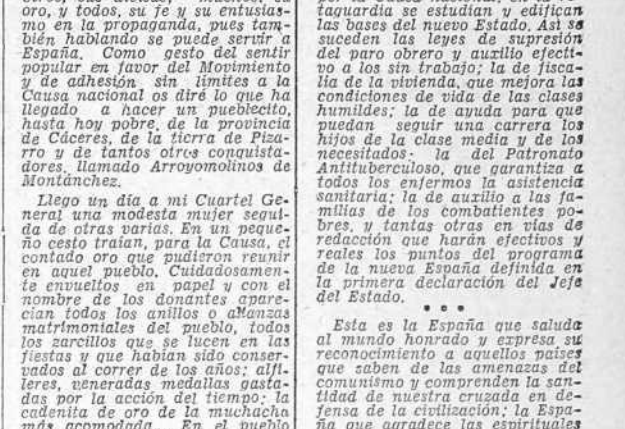 oro, y todos, su fe y su entusias-
mo en la propaganda, pues tam-
bién hablando se puede servir a
España. Como gesto del sentir
popular en favor del Movimiento
y de adhesión sin limites a la
Causa nacional os diré lo que ha
llegado a hacer un pueblecito,
hasta hoy pobre, de la provincia
de Cáceres, de la tierra de Piza-
rro y de tantos otros conquista-
dores, llamado Arroyomolinos de
Montánchez.
Llego un día a mi Cuartel Ge-
neral una modesta mujer segui-
da de otras varias. En un peque-
ño cesto traían, para la Causa, el
contado oro que pudieron reunir
en aquel pueblo. Cuidadosamen-
te envueltos en papel y con el
nombre de los donantes apare-
cían todos los anillos o alianzas
matrimoniales del pueblo, todos
los zarcillos que se lucen en las
fiestas y que habían sido conser-
vados al correr de los años; alfi-
leres, veneradas medallas gasta-
das por la acción del tiempo; la
cadenita de oro de la muchacha
más acomodada... En el pueblo
taguardia se estudian y edifican
las bases del nuevo Estado. Así se
suceden las leyes de supresión
del paro obrero y auxilio efecti-
vo a los sin trabajo; la de fisca-
lía de la vivienda, que mejora las
condiciones de vida de las clases
humildes; la de ayuda para que
puedan seguir una carrera los
hijos de la clase media y de los
necesitados; la del Patronato
Antituberculoso, que garantiza a
todos los enfermos la asistencia
sanitaria; la de auxilio a las fa-
milias de los combatientes po-
bres, y tantas otras en vías de
redacción que harán efectivos y
reales los puntos del programa
de la nueva España definida en
la primera declaración del Jefe
del Estado.
Esta es la España que saluda
al mundo honrado y expresa su
reconocimiento a aquellos países
que saben de las amenazas del
comunismo y comprenden la san-
tidad de nuestra cruzada en de-
fensa de la civilización; la Espa-
ña que agradece las espirituales